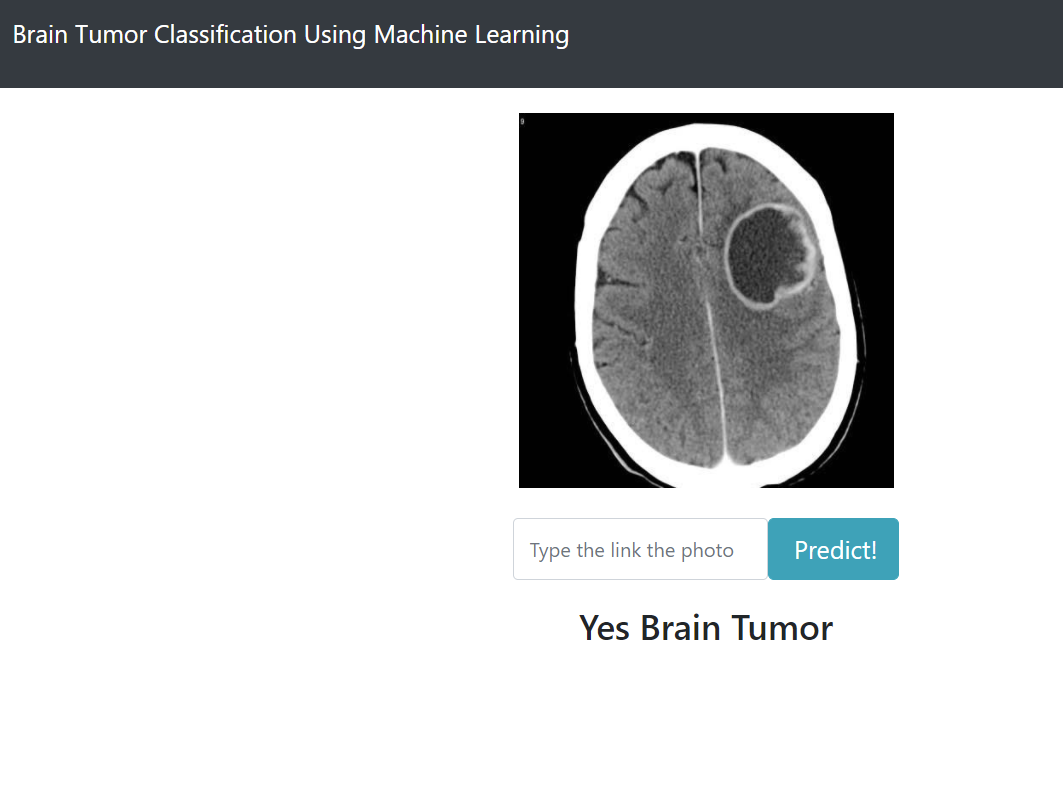 Brain Tumor Classification Using Machine Learning
Type the link the photo
Predict!
Yes Brain Tumor